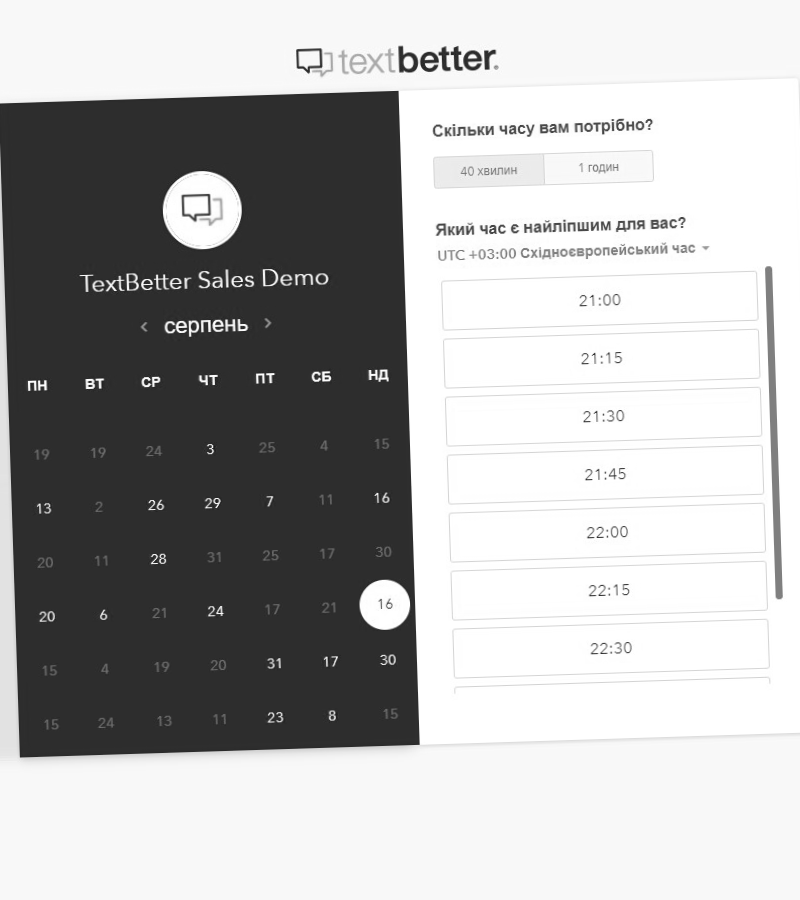 textbetter.
TextBetter Sales Demo
серпень
ПН ВТ СР ЧТ ПТ СБ НД
19 19 24 3 25 4 15
13 2 26 29 7 11 16
20 11 28 31 25 17 30
20 6 21 24 17 21 16
15 4 19 20 31 17 30
15 24 13 11 23 8 15
Скільки часу вам потрібно?
40 хвилин 1 годин
Який час є найліпшим для вас?
UTC +03:00 Східноєвропейський час
21:00
21:15
21:30
21:45
22:00
22:15
22:30